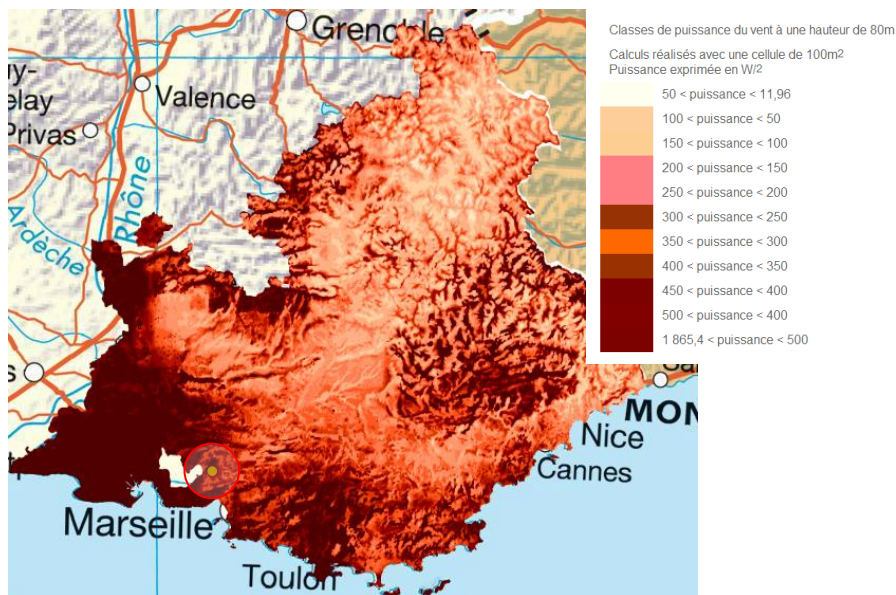 Grenoble
uy-
elay
Valence
Privas
Rhône
Ardèche
s
MON
Nice
Cannes
Marseille
Toulon
Classes de puissance du vent à une hauteur de 80m
Calculs réalisés avec une cellule de 100m2
Puissance exprimée en W/2
50 < puissance < 11,96
100 < puissance < 50
150 < puissance < 100
200 < puissance < 150
250 < puissance < 200
300 < puissance < 250
350 < puissance < 300
400 < puissance < 350
450 < puissance < 400
500 < puissance < 400
1 865,4 < puissance < 500